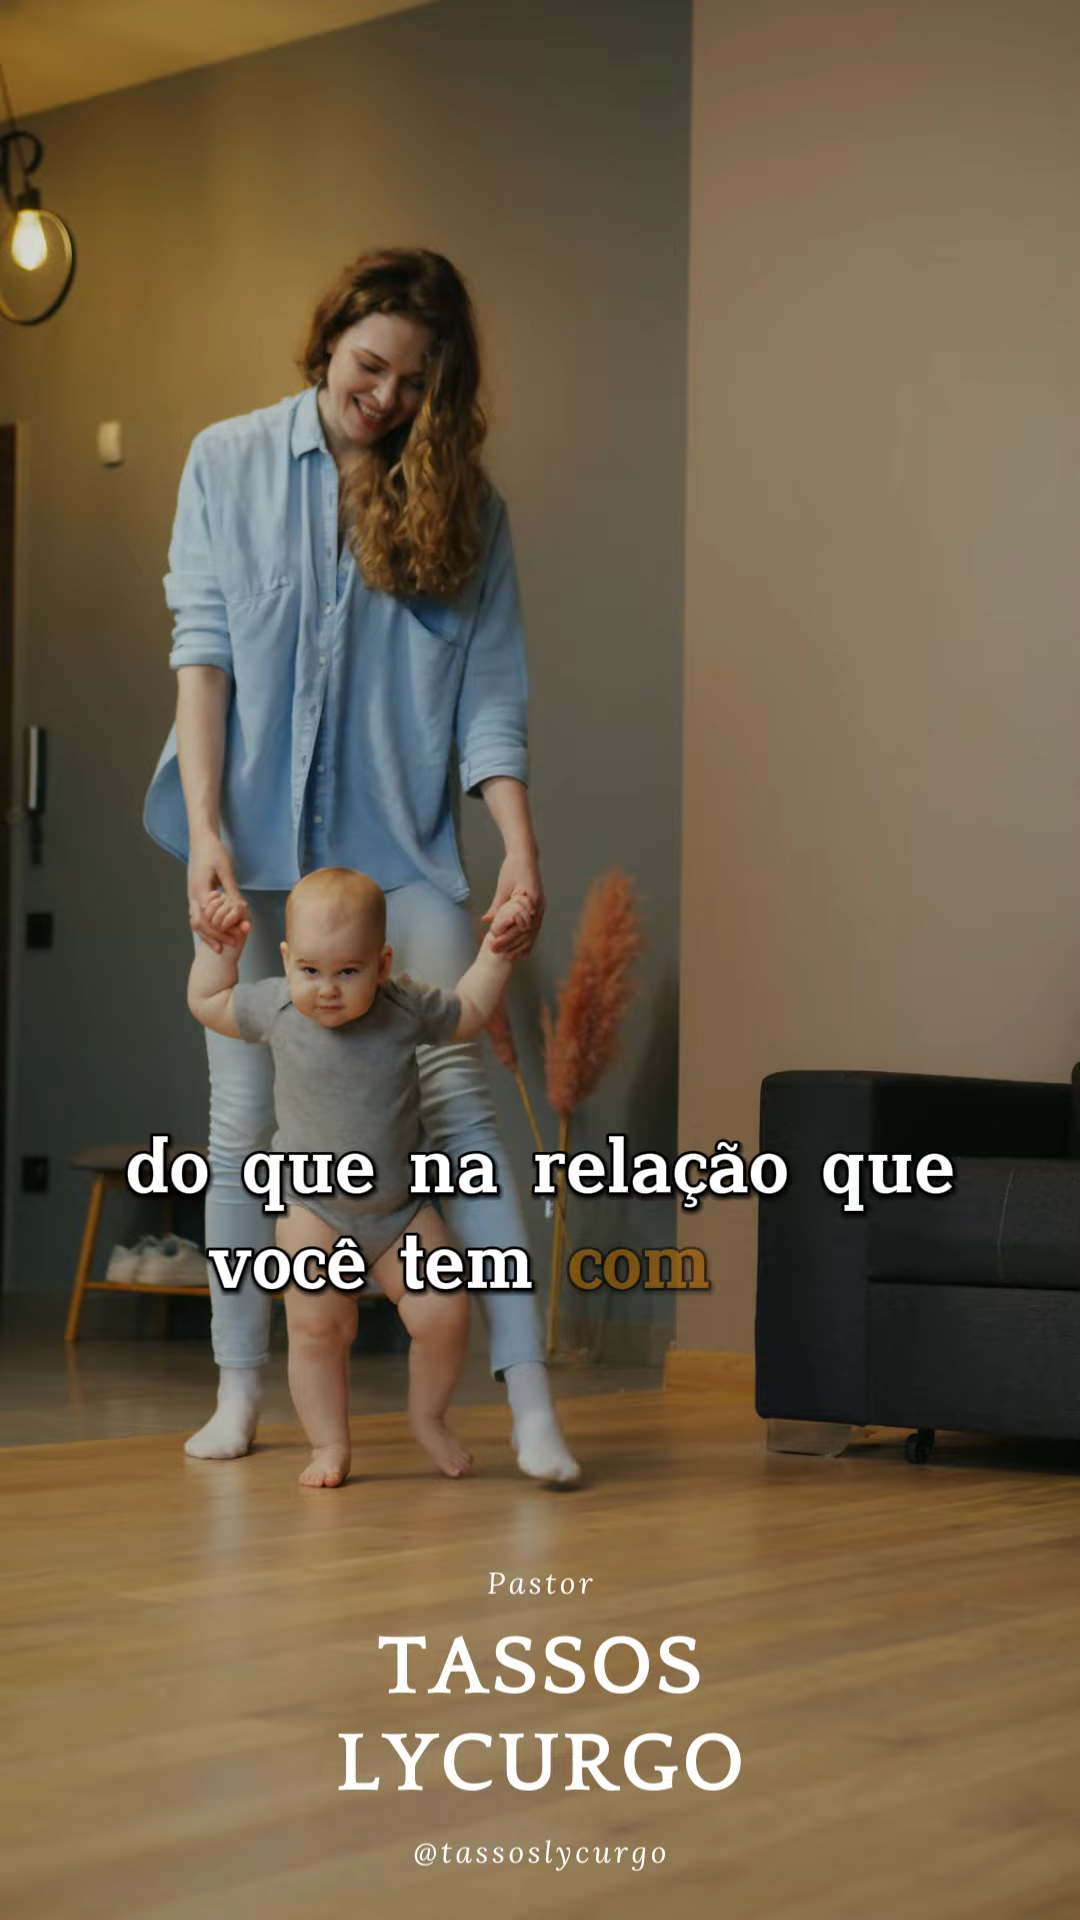 do que na relação que
você tem com
Pastor
TASSOS
LYCURGO
@tassoslycurgo